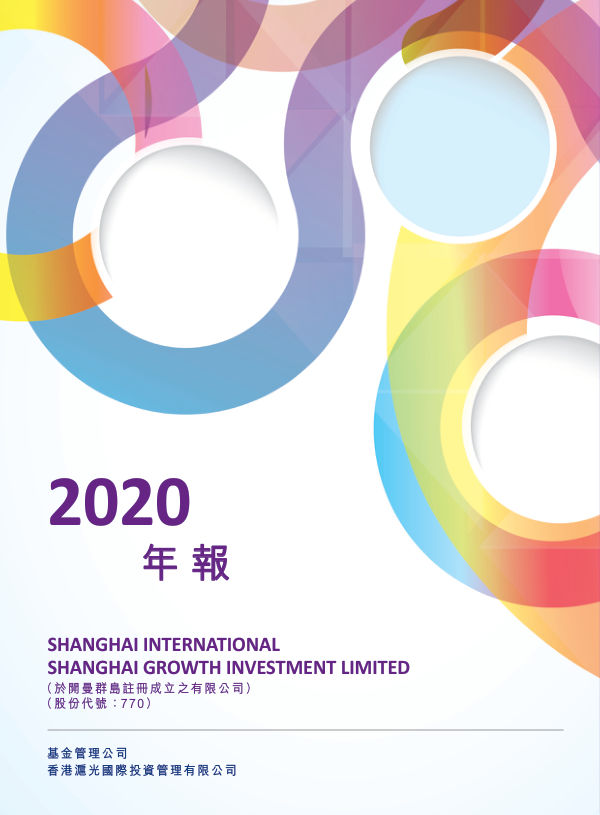 2020
年報
SHANGHAI INTERNATIONAL
SHANGHAI GROWTH INVESTMENT LIMITED
（於開曼群島註冊成立之有限公司）
（股份代號：770）
基金管理公司
香港滬光國際投資管理有限公司